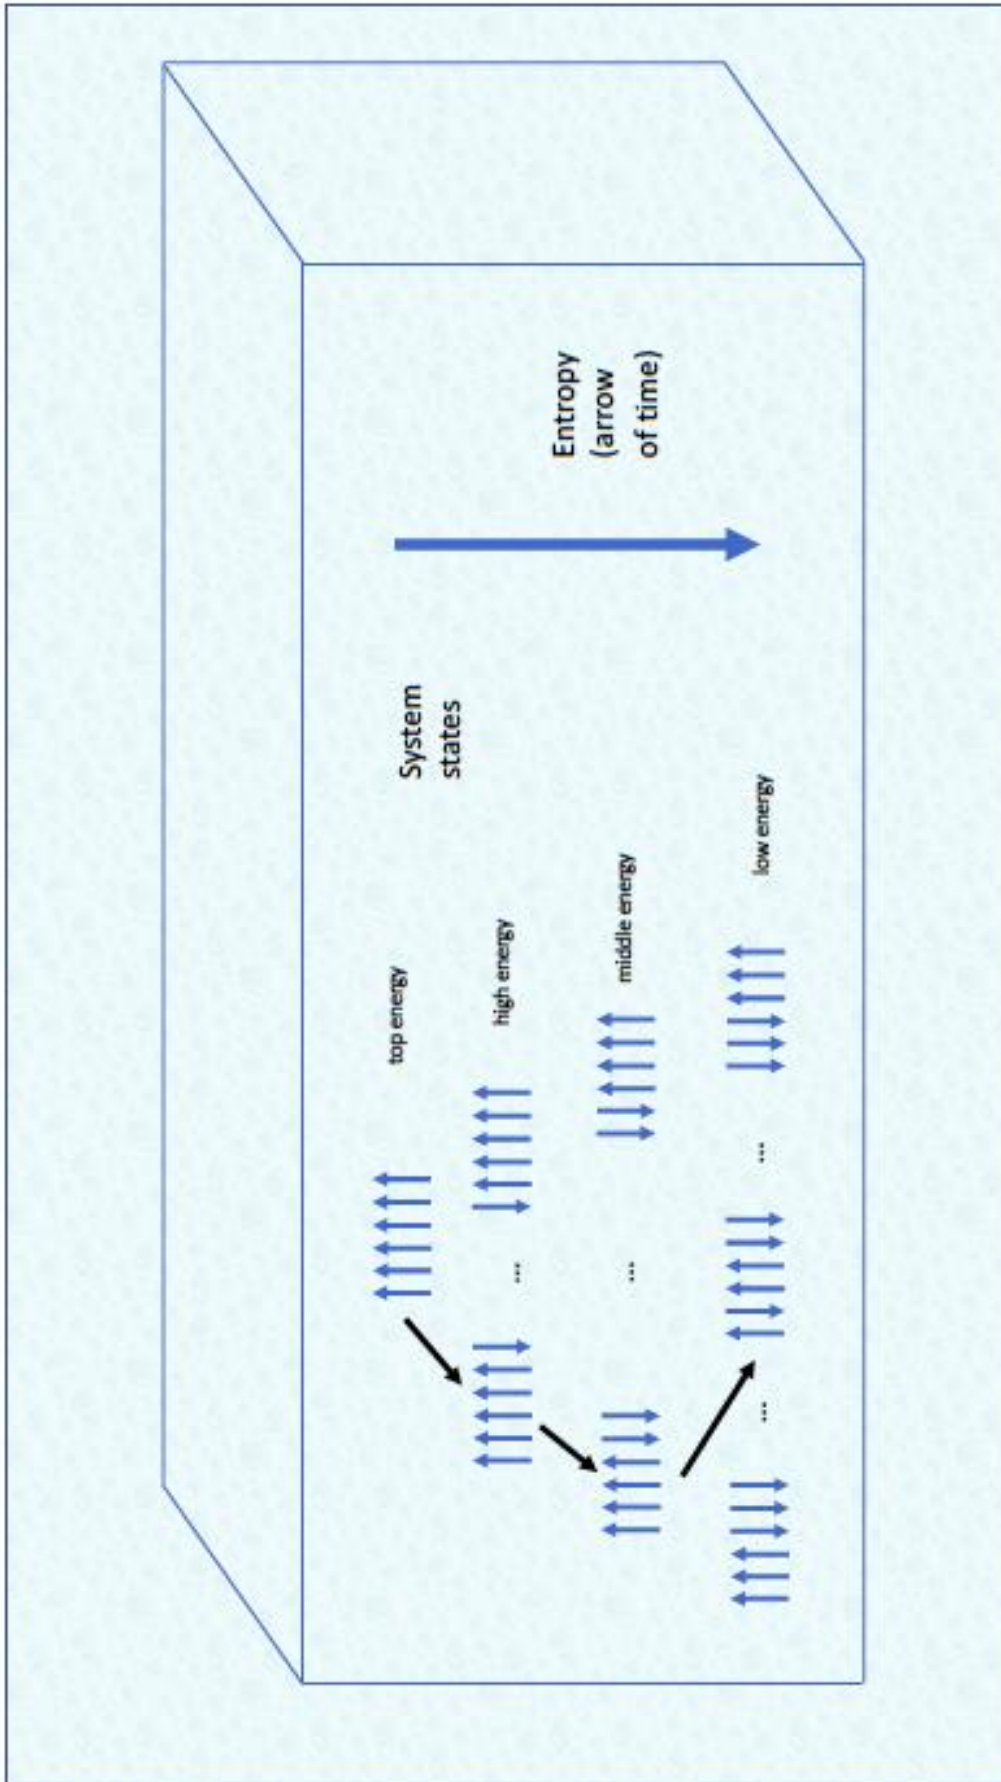 top energy
high energy
middle energy
low energy
...
...
...
...
System
states
Entropy
(arrow
of time)